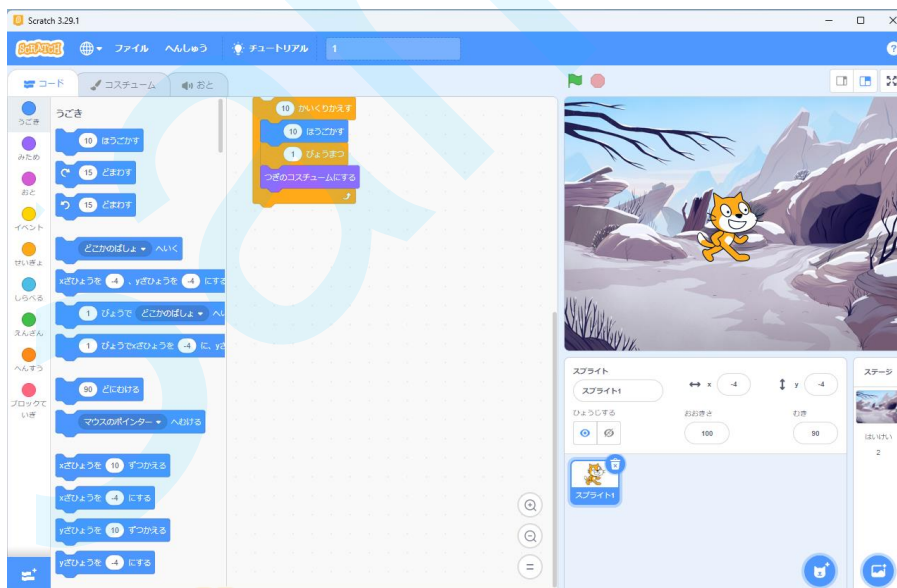 Scratch 3.29.1
SCRATCH ファイル へんしゅう チュートリアル 1
コード コスチューム おと
うごき
みため
おと
イベント
せいぎょ
しらべる
えんざん
へんすう
ブロックていぎ
うごき
10 ほうごかす
15 どまわす
15 どまわす
どこかのばしょ へいく
xざひょうを -4 、yざひょうを -4 にする
1 びょうで どこかのばしょ へ
1 びょうでxざひょうを -4 に、y
90 どにむける
マウスのポインター へむける
xざひょうを 10 ずつかえる
xざひょうを -4 にする
yざひょうを 10 ずつかえる
yざひょうを -4 にする
10 かいくりかえす
10 ほうごかす
1 びょうまつ
つぎのコスチュームにする
スプライト
スプライト1 x -4 y -4
ひょうじする おおきさ むき
100 90
スプライト1
ステージ
はいけい
2